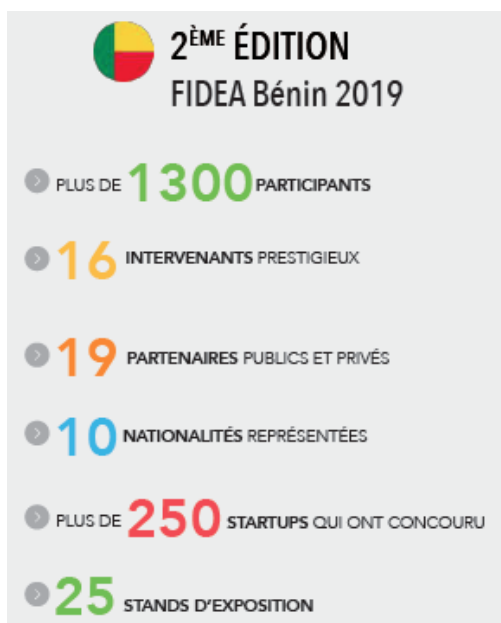 2ÈME ÉDITION
FIDEA Bénin 2019
PLUS DE 1300 PARTICIPANTS
16 INTERVENANTS PRESTIGIEUX
19 PARTENAIRES PUBLICS ET PRIVÉS
10 NATIONALITÉS REPRÉSENTÉES
PLUS DE 250 STARTUPS QUI ONT CONCOURU
25 STANDS D'EXPOSITION